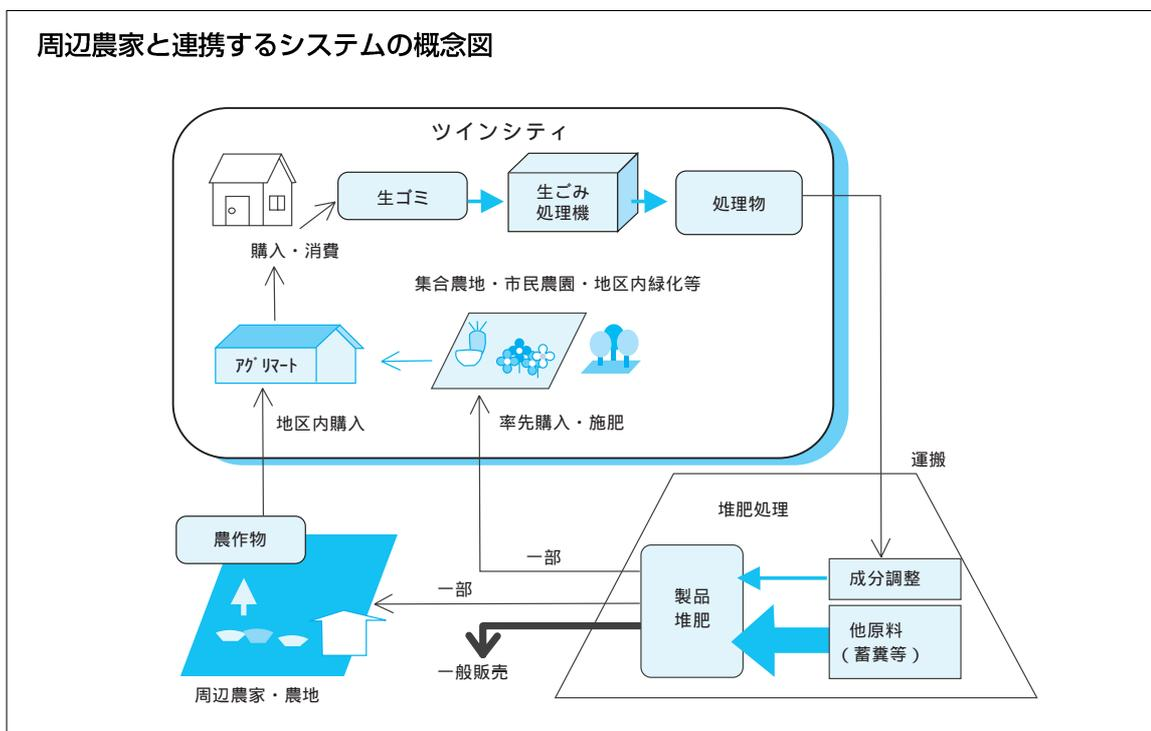 周辺農家と連携するシステムの概念図
ツインシティ
生ゴミ
生ごみ
処理機
処理物
購入・消費
集合農地・市民農園・地区内緑化等
アグリマート
地区内購入
率先購入・施肥
運搬
堆肥処理
農作物
一部
一部
製品
堆肥
成分調整
他原料
(蓄糞等)
一般販売
周辺農家・農地